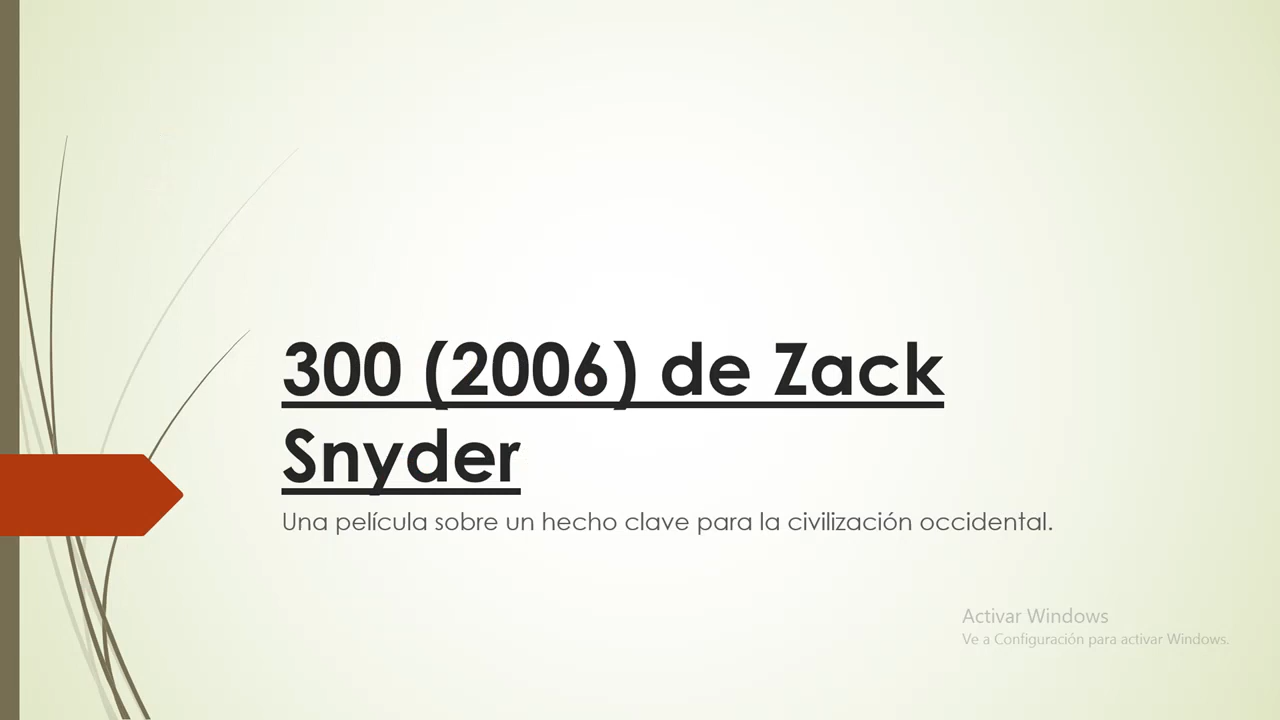 300 (2006) de Zack
Snyder
Una película sobre un hecho clave para la civilización occidental.
Activar Windows
Ve a Configuración para activar Windows.